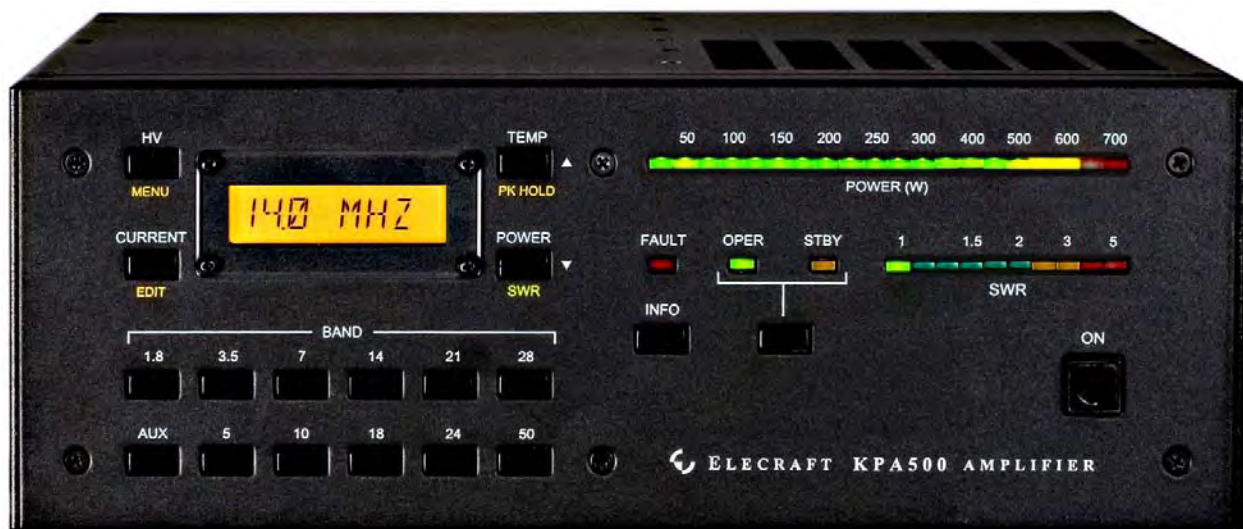 HV
MENU
14.0 MHZ
TEMP
PK HOLD
CURRENT
EDIT
POWER
SWR
BAND
1.8 3.5 7 14 21 28
AUX 5 10 18 24 50
50 100 150 200 250 300 400 500 600 700
POWER (W)
FAULT OPER STBY
1 1.5 2 3 5
SWR
INFO
ON
ELECRAFT KPA500 AMPLIFIER